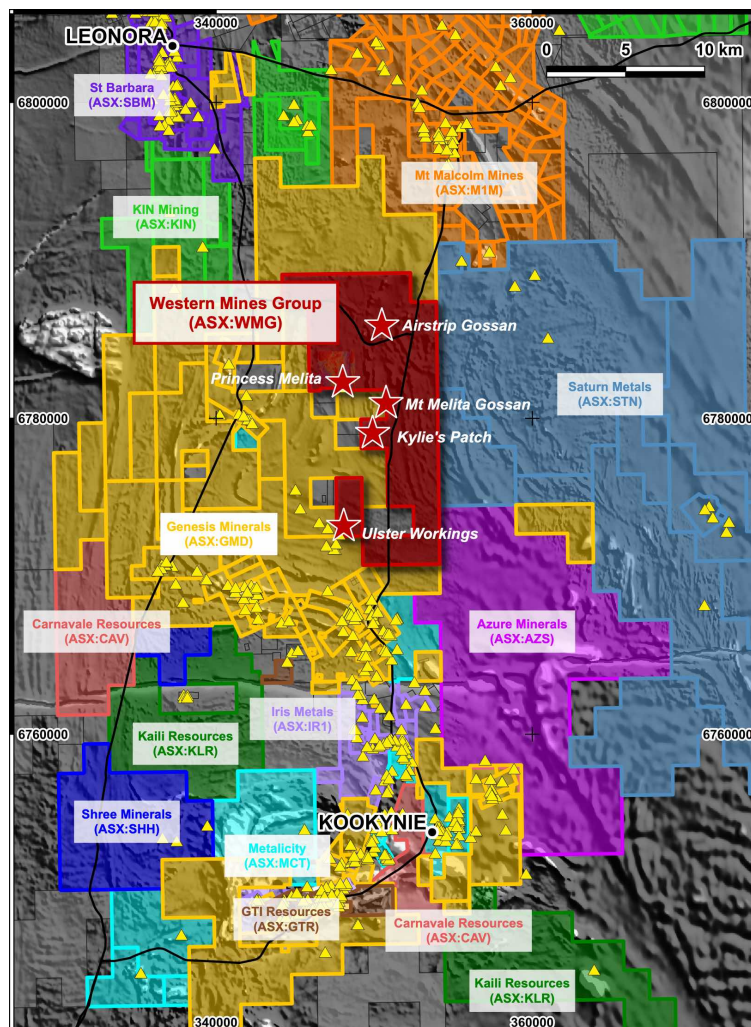 340000
360000
LEONORA
0
5
10 km
6800000
6800000
St Barbara
(ASX:SBM)
Mt Malcolm Mines
(ASX:M1M)
KIN Mining
(ASX:KIN)
Western Mines Group
(ASX:WMG)
Airstrip Gossan
Princess Melita
Saturn Metals
(ASX:STN)
Mt Melita Gossan
6780000
6780000
Kylie's Patch
Genesis Minerals
(ASX:GMD)
Ulster Workings
Carnavale Resources
(ASX:CAV)
Azure Minerals
(ASX:AZS)
Iris Metals
(ASX:IR1)
Kaili Resources
(ASX:KLR)
6760000
6760000
Shree Minerals
(ASX:SHH)
KOOKYNIE
Metalicity
(ASX:MCT)
GTI Resources
(ASX:GTR)
Carnavale Resources
(ASX:CAV)
Kaili Resources
(ASX:KLR)
340000
360000